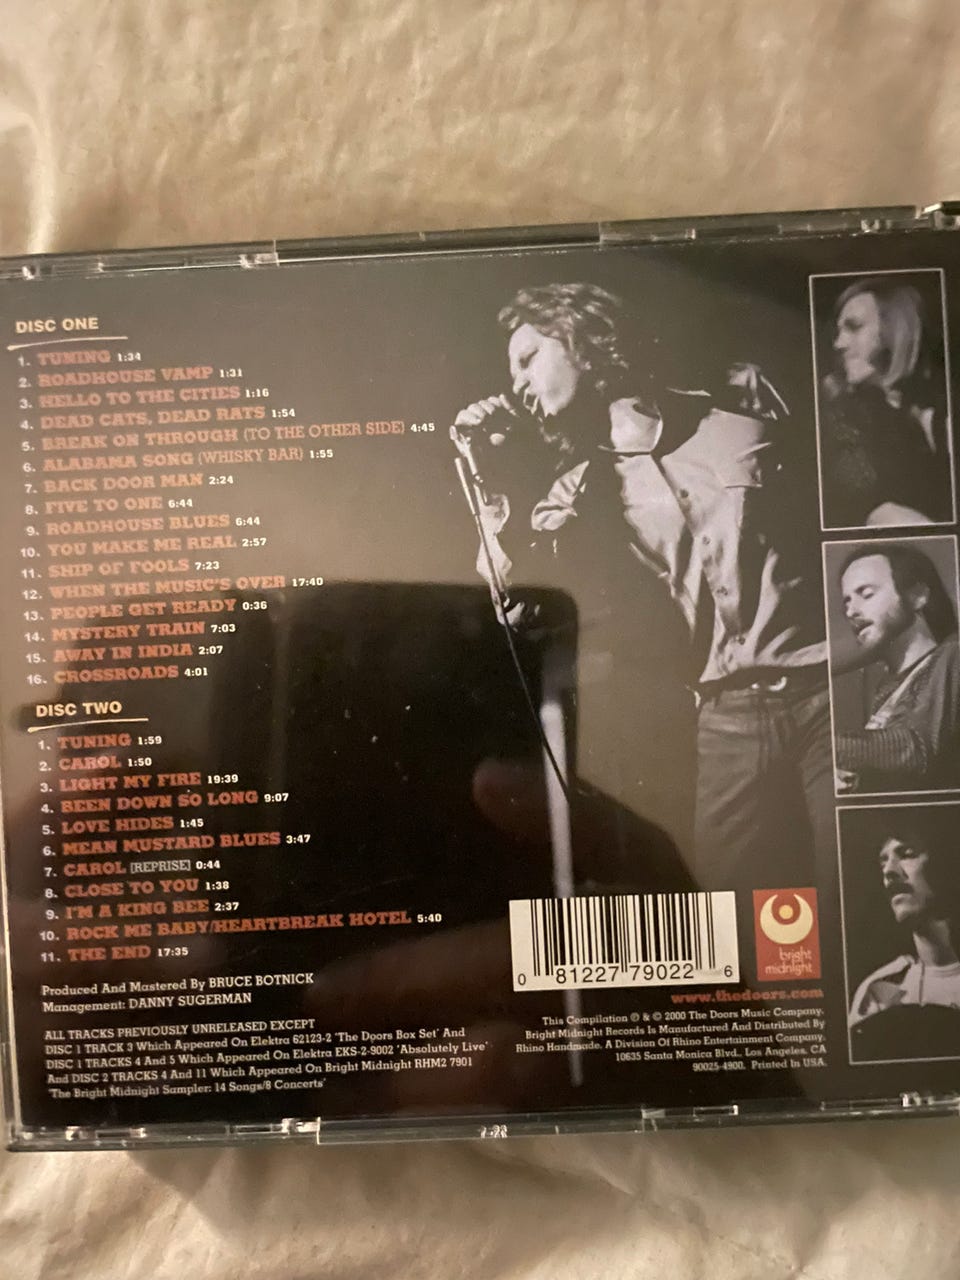 DISC ONE
1. TUNING 1:34
2. ROADHOUSE VAMP 1:31
3. HELLO TO THE CITIES 1:16
4. DEAD CATS, DEAD RATS 1:54
5. BREAK ON THROUGH (TO THE OTHER SIDE) 4:45
6. ALABAMA SONG (WHISKY BAR) 1:55
7. BACK DOOR MAN 2:24
8. FIVE TO ONE 6:44
9. ROADHOUSE BLUES 6:44
10. YOU MAKE ME REAL 2:57
11. SHIP OF FOOLS 7:23
12. WHEN THE MUSIC'S OVER 17:40
13. PEOPLE GET READY 0:36
14. MYSTERY TRAIN 7:03
15. AWAY IN INDIA 2:07
16. CROSSROADS 4:01
DISC TWO
1. TUNING 1:59
2. CAROL 1:50
3. LIGHT MY FIRE 19:39
4. BEEN DOWN SO LONG 9:07
5. LOVE HIDES 1:45
6. MEAN MUSTARD BLUES 3:47
7. CAROL [REPRISE] 0:44
8. CLOSE TO YOU 1:38
9. I'M A KING BEE 2:37
10. ROCK ME BABY/HEARTBREAK HOTEL 5:40
11. THE END 17:35
Produced And Mastered By BRUCE BOTNICK
Management: DANNY SUGERMAN
ALL TRACKS PREVIOUSLY UNRELEASED EXCEPT
DISC 1 TRACK 3 Which Appeared On Elektra 62123-2 'The Doors Box Set' And
DISC 1 TRACKS 4 And 5 Which Appeared On Elektra EKS-2-9002 'Absolutely Live'
And DISC 2 TRACKS 4 And 11 Which Appeared On Bright Midnight RHM2 7901
'The Bright Midnight Sampler: 14 Songs/8 Concerts'
0 81227 79022 6
bright
midnight
www.thedoors.com
This Compilation ℗ & © 2000 The Doors Music Company.
Bright Midnight Records Is Manufactured And Distributed By
Rhino Handmade. A Division Of Rhino Entertainment Company.
10635 Santa Monica Blvd., Los Angeles, CA
90025-4900. Printed In USA.